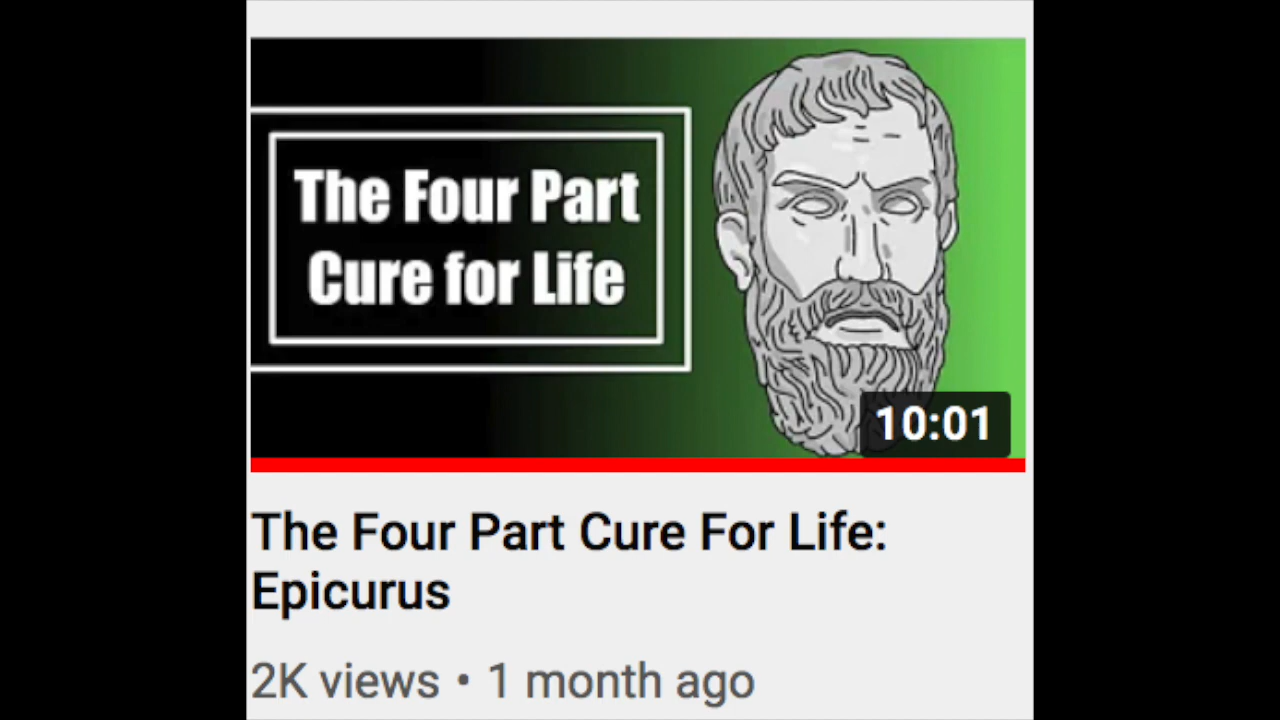 The Four Part
Cure for Life
10:01
The Four Part Cure For Life:
Epicurus
2K views • 1 month ago